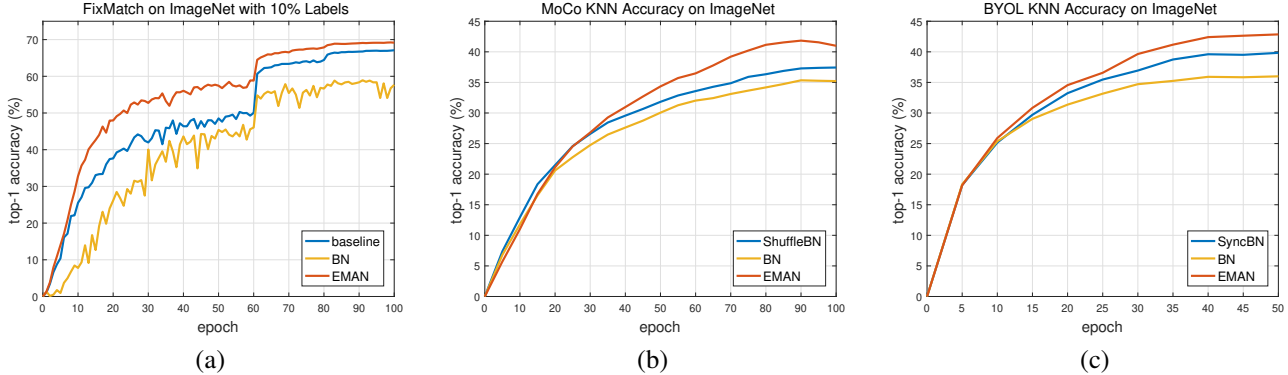 FixMatch on ImageNet with 10% Labels
top-1 accuracy (%)
70
60
50
40
30
20
10
0
0 10 20 30 40 50 60 70 80 90 100
epoch
baseline
BN
EMAN
(a)
MoCo KNN Accuracy on ImageNet
top-1 accuracy (%)
45
40
35
30
25
20
15
10
5
0
0 10 20 30 40 50 60 70 80 90 100
epoch
ShuffleBN
BN
EMAN
(b)
BYOL KNN Accuracy on ImageNet
top-1 accuracy (%)
45
40
35
30
25
20
15
10
5
0
0 5 10 15 20 25 30 35 40 45 50
epoch
SyncBN
BN
EMAN
(c)